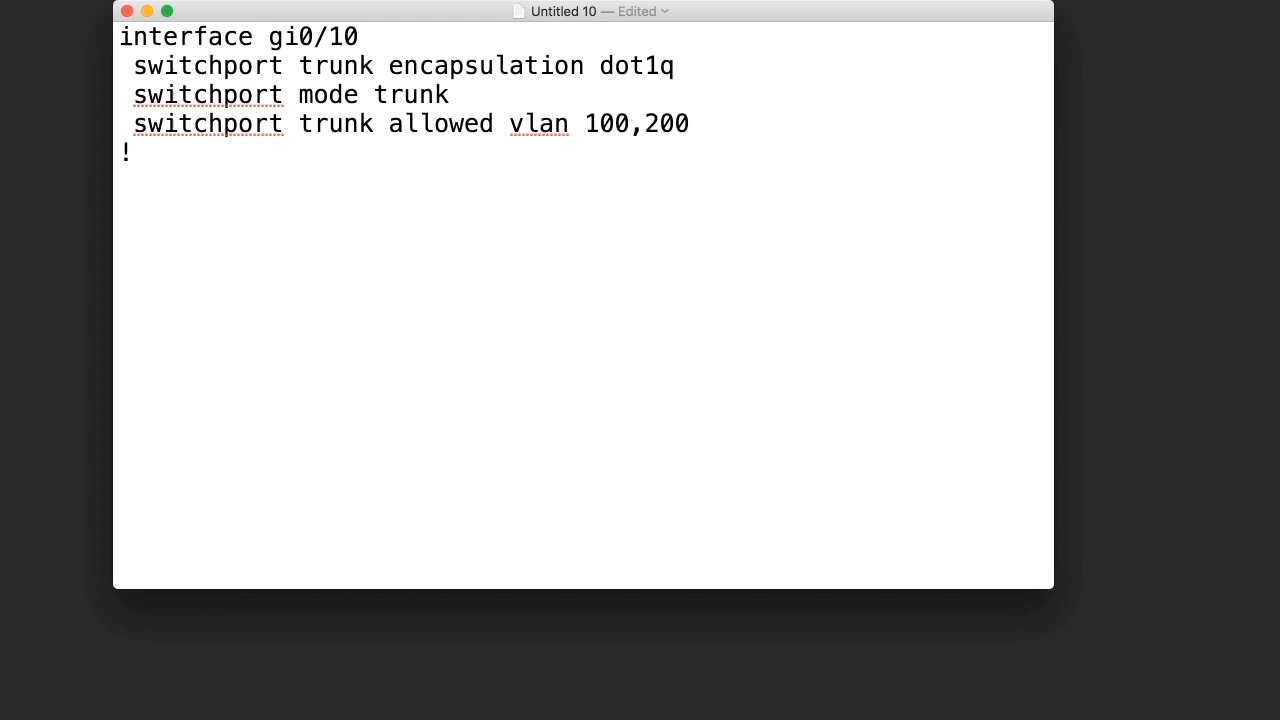 Untitled 10 — Edited
interface gi0/10
 switchport trunk encapsulation dot1q
 switchport mode trunk
 switchport trunk allowed vlan 100,200
!